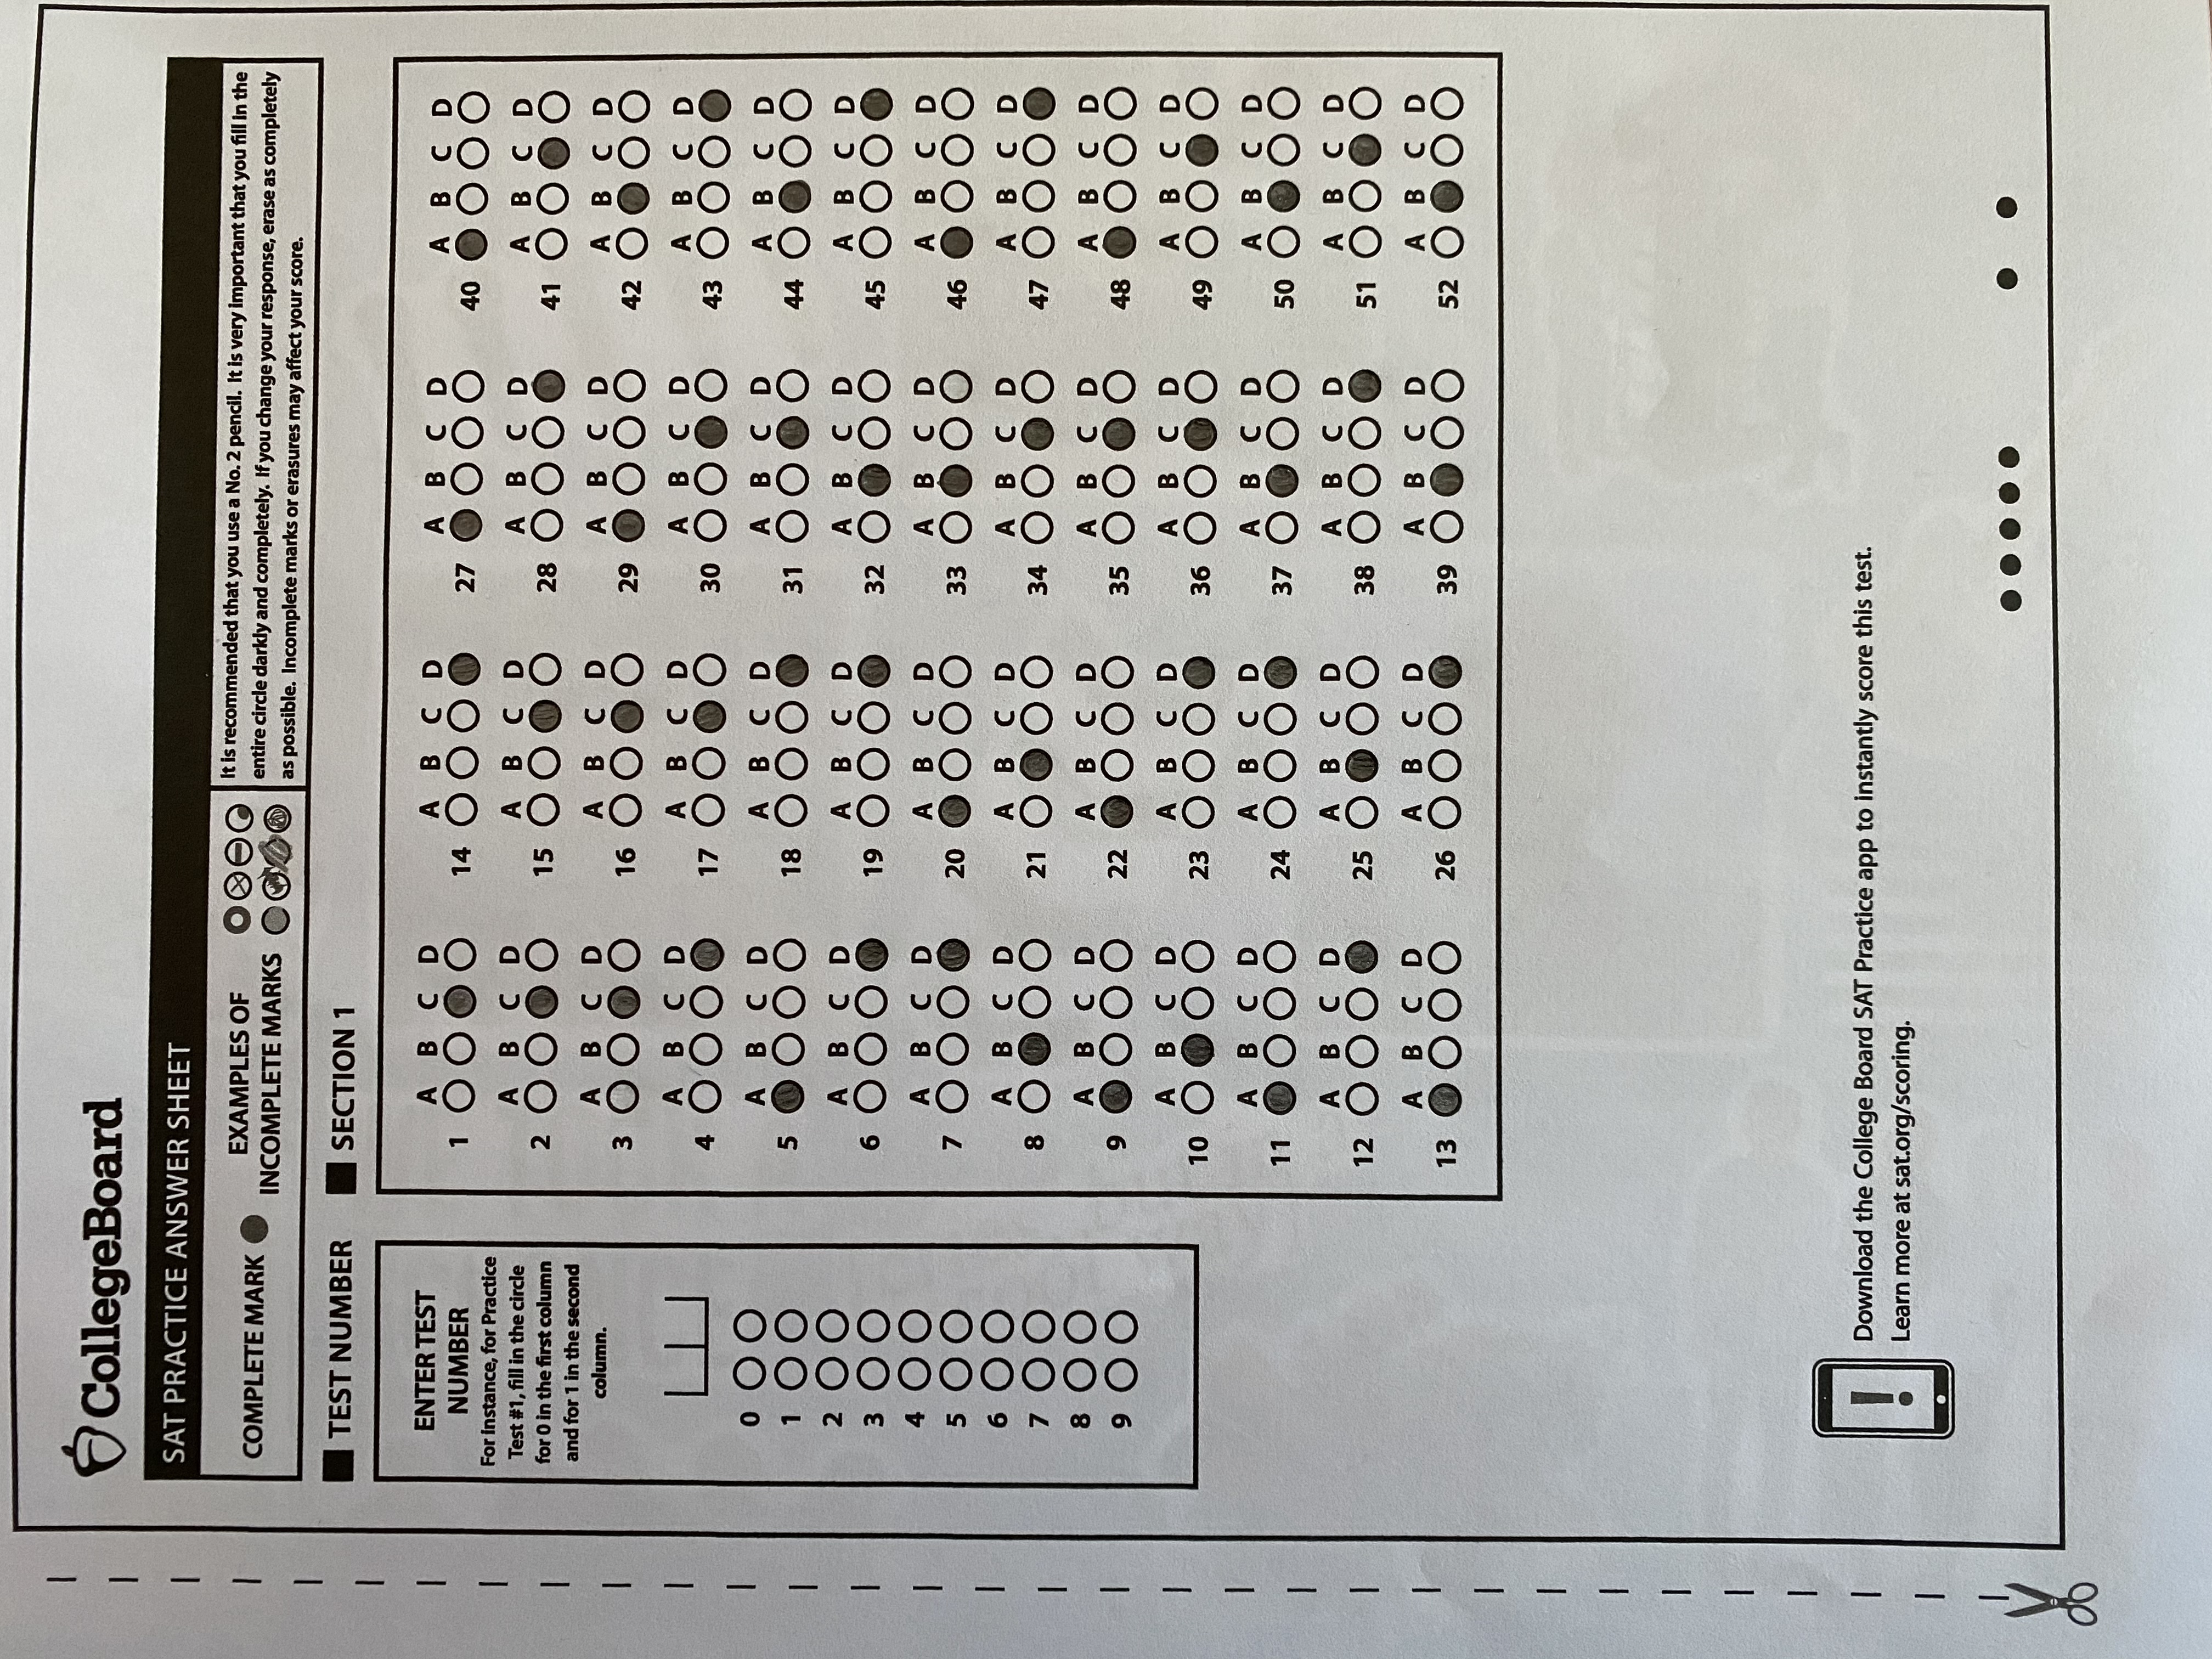 CollegeBoard
SAT PRACTICE ANSWER SHEET
COMPLETE MARK
EXAMPLES OF
INCOMPLETE MARKS
It is recommended that you use a No. 2 pencil. It is very important that you fill in the
entire circle darkly and completely. If you change your response, erase as completely
as possible. Incomplete marks or erasures may affect your score.
TEST NUMBER
ENTER TEST
NUMBER
For instance, for Practice
Test #1, fill in the circle
for 0 in the first column
and for 1 in the second
column.
0
1
2
3
4
5
6
7
8
9
SECTION 1
A B C D
1
A B C D
2
A B C D
3
A B C D
4
A B C D
5
A B C D
6
A B C D
7
A B C D
8
A B C D
9
A B C D
10
A B C D
11
A B C D
12
A B C D
13
A B C D
14
A B C D
15
A B C D
16
A B C D
17
A B C D
18
A B C D
19
A B C D
20
A B C D
21
A B C D
22
A B C D
23
A B C D
24
A B C D
25
A B C D
26
A B C D
27
A B C D
28
A B C D
29
A B C D
30
A B C D
31
A B C D
32
A B C D
33
A B C D
34
A B C D
35
A B C D
36
A B C D
37
A B C D
38
A B C D
39
A B C D
40
A B C D
41
A B C D
42
A B C D
43
A B C D
44
A B C D
45
A B C D
46
A B C D
47
A B C D
48
A B C D
49
A B C D
50
A B C D
51
A B C D
52
Download the College Board SAT Practice app to instantly score this test.
Learn more at sat.org/scoring.